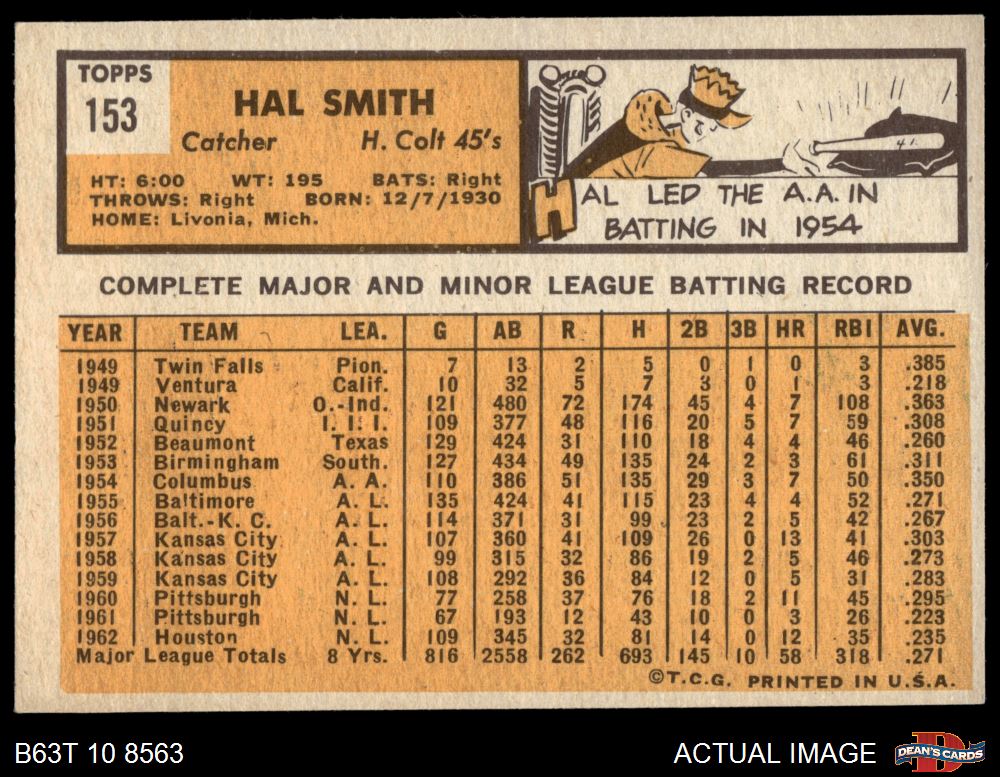 TOPPS
153
HAL SMITH
Catcher H. Colt 45's
HT: 6:00 WT: 195 BATS: Right
THROWS: Right BORN: 12/7/1930
HOME: Livonia, Mich.
41
HAL LED THE A.A. IN
BATTING IN 1954
COMPLETE MAJOR AND MINOR LEAGUE BATTING RECORD
YEAR TEAM LEA. G AB R H 2B 3B HR RBI AVG.
1949 Twin Falls Pion. 7 13 2 5 0 1 0 3 .385
1949 Ventura Calif. 10 32 5 7 3 0 1 3 .218
1950 Newark O.-Ind. 121 480 72 174 45 4 7 108 .363
1951 Quincy I. I. I. 109 377 48 116 20 5 7 59 .308
1952 Beaumont Texas 129 424 31 110 18 4 4 46 .260
1953 Birmingham South. 127 434 49 135 24 2 3 61 .311
1954 Columbus A. A. 110 386 51 135 29 3 7 50 .350
1955 Baltimore A. L. 135 424 41 115 23 4 4 52 .271
1956 Balt.-K. C. A. L. 114 371 31 99 23 2 5 42 .267
1957 Kansas City A. L. 107 360 41 109 26 0 13 41 .303
1958 Kansas City A. L. 99 315 32 86 19 2 5 46 .273
1959 Kansas City A. L. 108 292 36 84 12 0 5 31 .283
1960 Pittsburgh N. L. 77 258 37 76 18 2 11 45 .295
1961 Pittsburgh N. L. 67 193 12 43 10 0 3 26 .223
1962 Houston N. L. 109 345 32 81 14 0 12 35 .235
Major League Totals 8 Yrs. 816 2558 262 693 145 10 58 318 .271
©T.C.G. PRINTED IN U.S.A.
B63T 10 8563 ACTUAL IMAGE DEAN'S CARDS